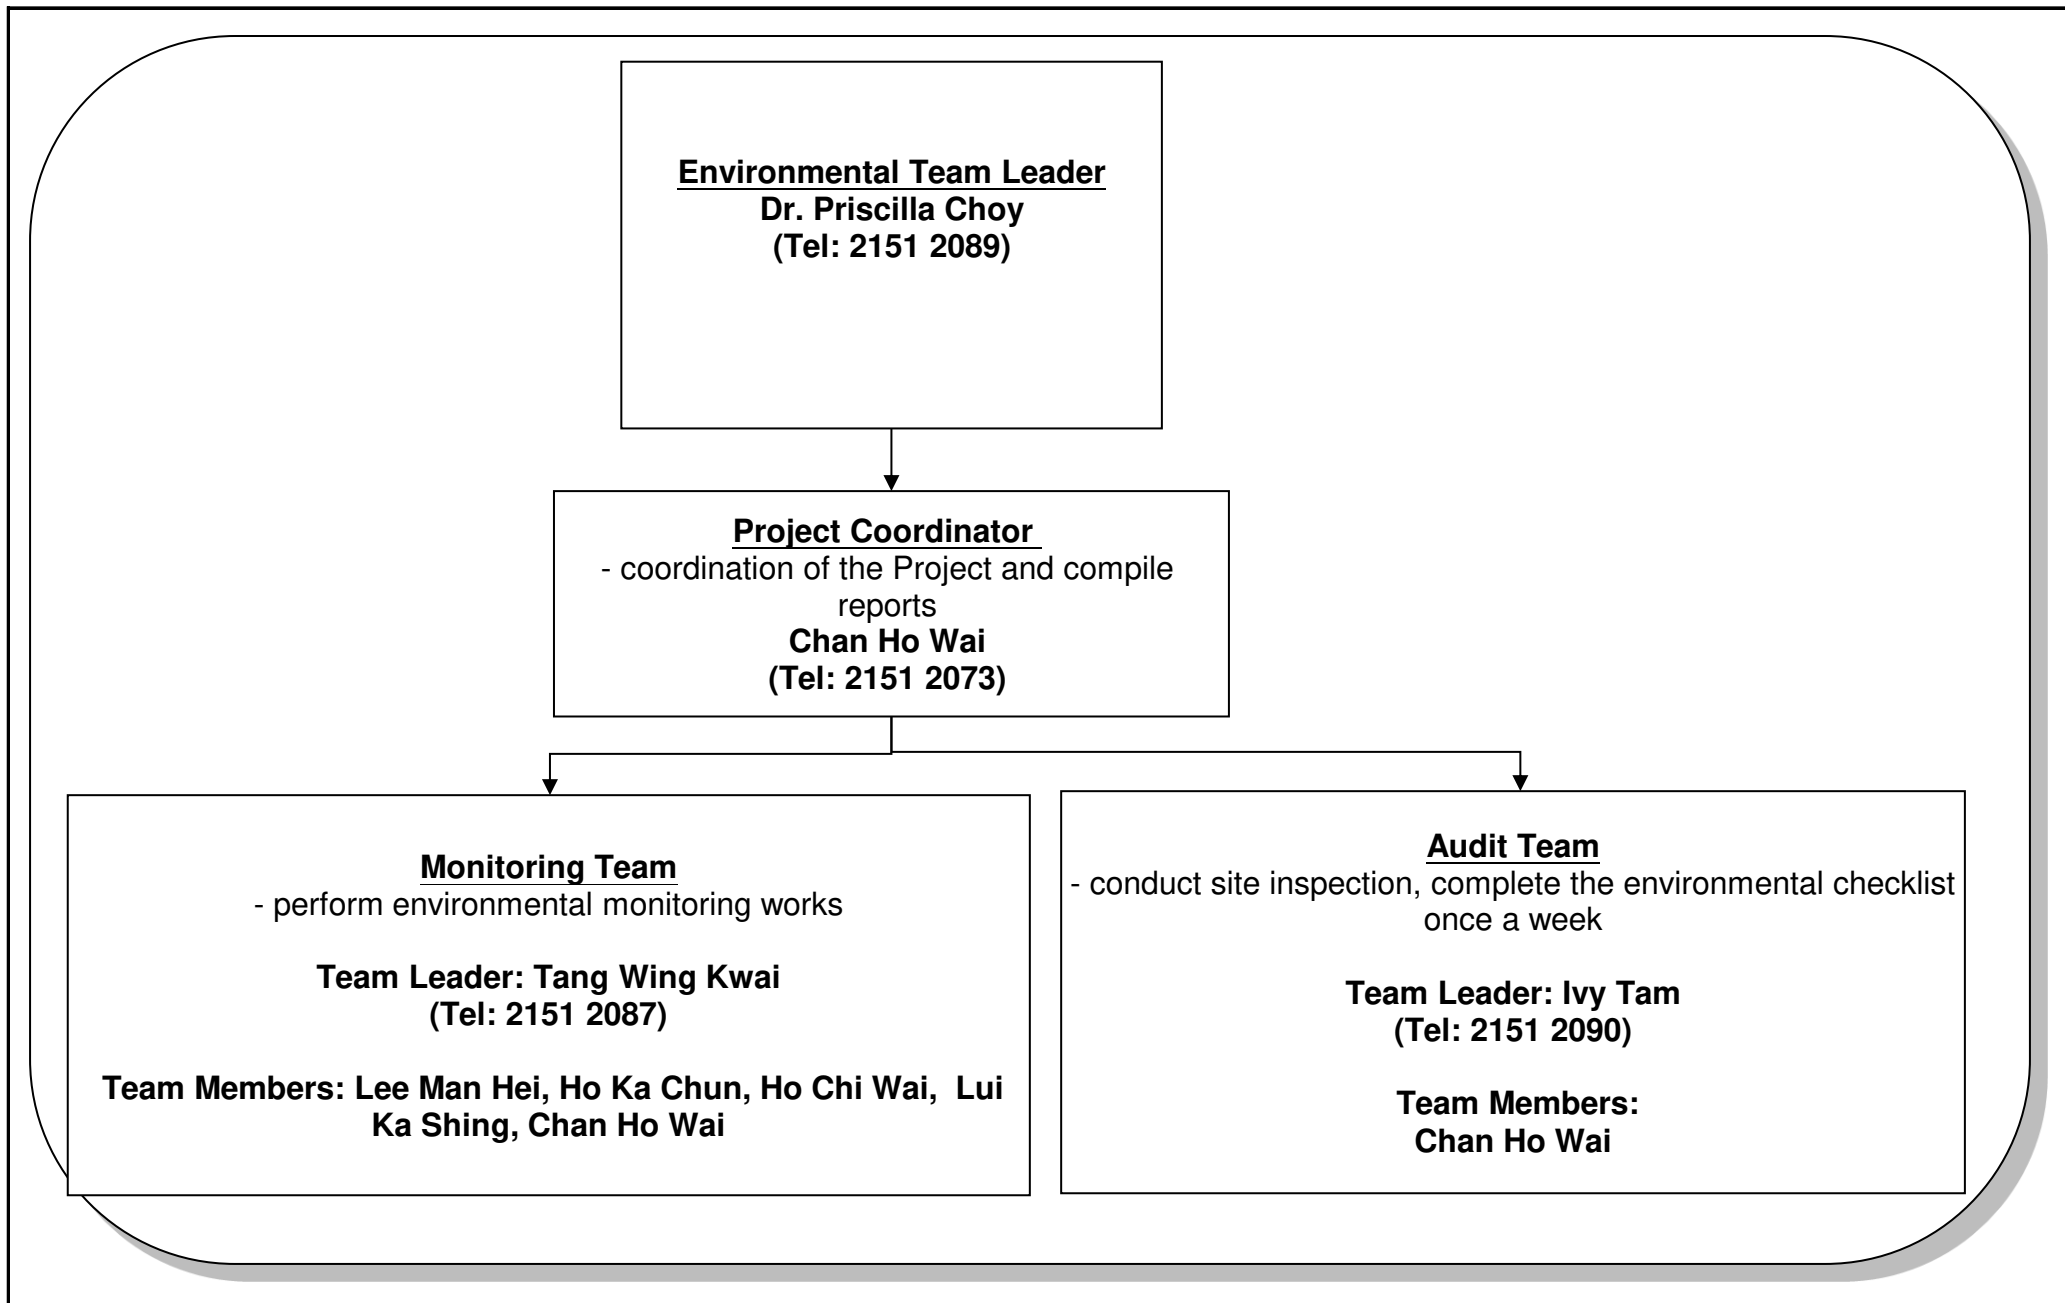 Environmental Team Leader
Dr. Priscilla Choy
(Tel: 2151 2089)
Project Coordinator
- coordination of the Project and compile
reports
Chan Ho Wai
(Tel: 2151 2073)
Monitoring Team
- perform environmental monitoring works
Team Leader: Tang Wing Kwai
(Tel: 2151 2087)
Team Members: Lee Man Hei, Ho Ka Chun, Ho Chi Wai, Lui
Ka Shing, Chan Ho Wai
Audit Team
- conduct site inspection, complete the environmental checklist
once a week
Team Leader: Ivy Tam
(Tel: 2151 2090)
Team Members:
Chan Ho Wai